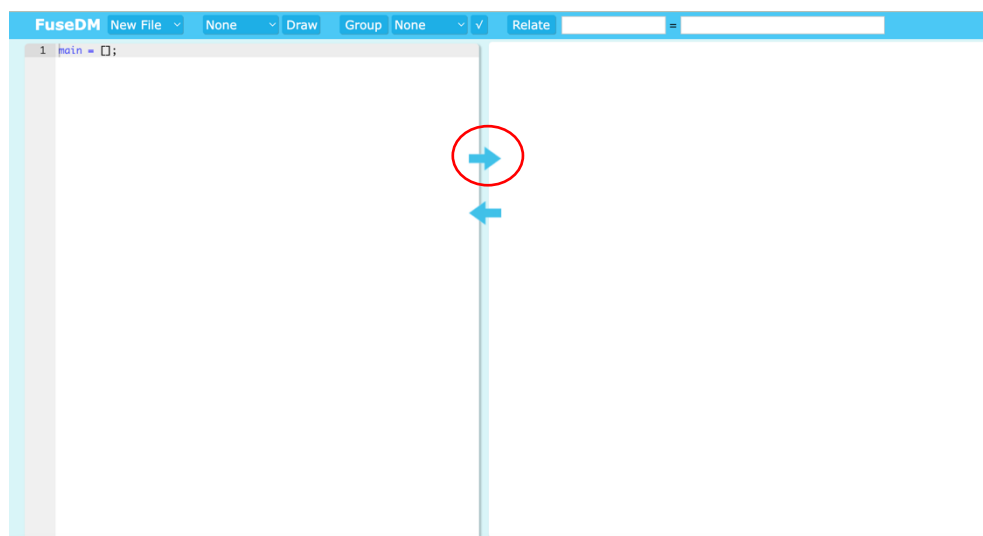 FuseDM New File None Draw Group None √ Relate =
1 main = [];